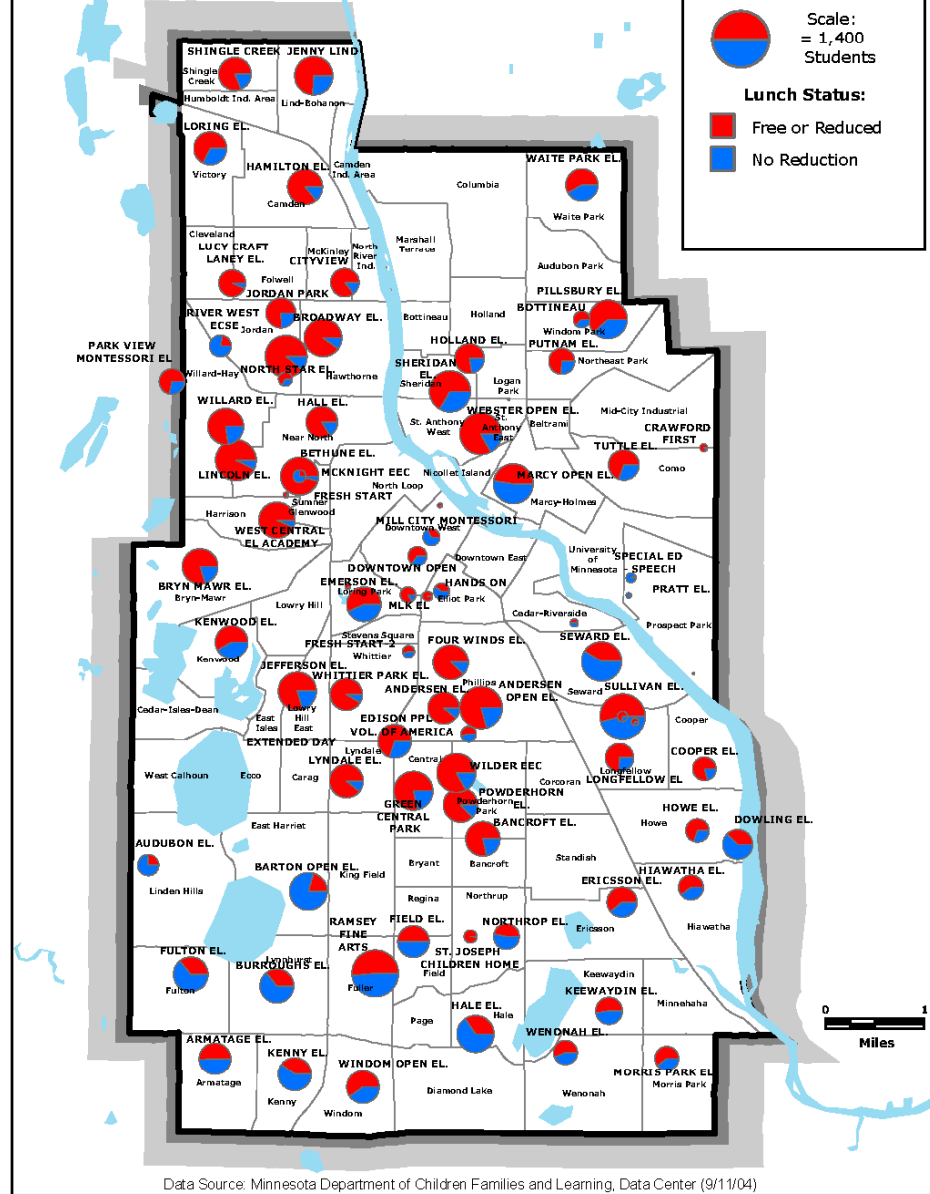 Scale:
= 1,400
Students
Lunch Status:
Free or Reduced
No Reduction
SHINGLE CREEK
JENNY LIND
Shingle
Creek
Humboldt Ind. Area
Lind-Bohanon
LORING EL.
Victory
HAMILTON EL.
Camden
Camden
Ind. Area
WAITE PARK EL.
Columbia
Waite Park
Cleveland
LUCY CRAFT
LANEY EL.
Folwell
McKinley
CITYVIEW
North
River
Ind.
Marshall
Terrace
Audubon Park
JORDAN PARK
PILLSBURY EL.
RIVER WEST
ECSE
Jordan
BROADWAY EL.
Bottineau
Holland
BOTTINEAU
Windom Park
PUTNAM EL.
PARK VIEW
MONTESSORI EL
Willard-Hay
NORTH STAR EL.
Hawthorne
HOLLAND EL.
SHERIDAN
EL.
Sheridan
Logan
Park
Northeast Park
WILLARD EL.
HALL EL.
Near North
St. Anthony
West
WEBSTER OPEN EL.
St.
Anthony
East
Beltrami
Mid-City Industrial
CRAWFORD
FIRST
TUTTLE EL.
Como
BETHUNE EL.
LINCOLN EL.
MCKNIGHT EEC
Nicollet Island
MARCY OPEN EL.
North Loop
FRESH START
Sumner
Glenwood
Harrison
Marcy-Holmes
WEST CENTRAL
EL ACADEMY
MILL CITY MONTESSORI
Downtown West
DOWNTOWN OPEN
Downtown East
University
of
Minnesota
SPECIAL ED
SPEECH
PRATT EL.
BRYN MAWR EL.
Bryn-Mawr
EMERSON EL.
Loring Park
HANDS ON
MLK EL
Elliot Park
Lowry Hill
Cedar-Riverside
Prospect Park
KENWOOD EL.
Kenwood
Stevens Square
FRESH START 2
Whittier
FOUR WINDS EL.
SEWARD EL.
JEFFERSON EL.
WHITTIER PARK EL.
Phillips
ANDERSEN EL.
ANDERSEN
OPEN EL.
Seward
SULLIVAN EL.
Cedar-Isles-Dean
East
Isles
Lowry
Hill
East
EDISON PPL
VOL. OF AMERICA
Cooper
EXTENDED DAY
Lyndale
LYNDALE EL.
Central
WILDER EEC
Longfellow
LONGFELLOW EL
COOPER EL.
West Calhoun
Ecco
Carag
Corcoran
GREEN
CENTRAL
PARK
POWDERHORN
EL.
Powderhorn
Park
BANCROFT EL.
HOWE EL.
Howe
DOWLING EL.
East Harriet
AUDUBON EL.
Linden Hills
BARTON OPEN EL.
King Field
Bryant
Bancroft
Standish
HIAWATHA EL.
ERICSSON EL.
Regina
Northrup
Ericsson
Hiawatha
RAMSEY
FINE
ARTS
FIELD EL.
NORTHROP EL.
ST. JOSEPH
CHILDREN HOME
FULTON EL.
Fulton
Lynnhurst
BURROUGHS EL.
Fuller
Field
Keewaydin
KEEWAYDIN EL.
Minnehaha
HALE EL.
Hale
Page
WENONAH EL.
0
1
Miles
ARMATAGE EL.
Armatage
KENNY EL.
Kenny
WINDOM OPEN EL.
Windom
Diamond Lake
Wenonah
MORRIS PARK EL.
Morris Park
Data Source: Minnesota Department of Children Families and Learning, Data Center (9/11/04)